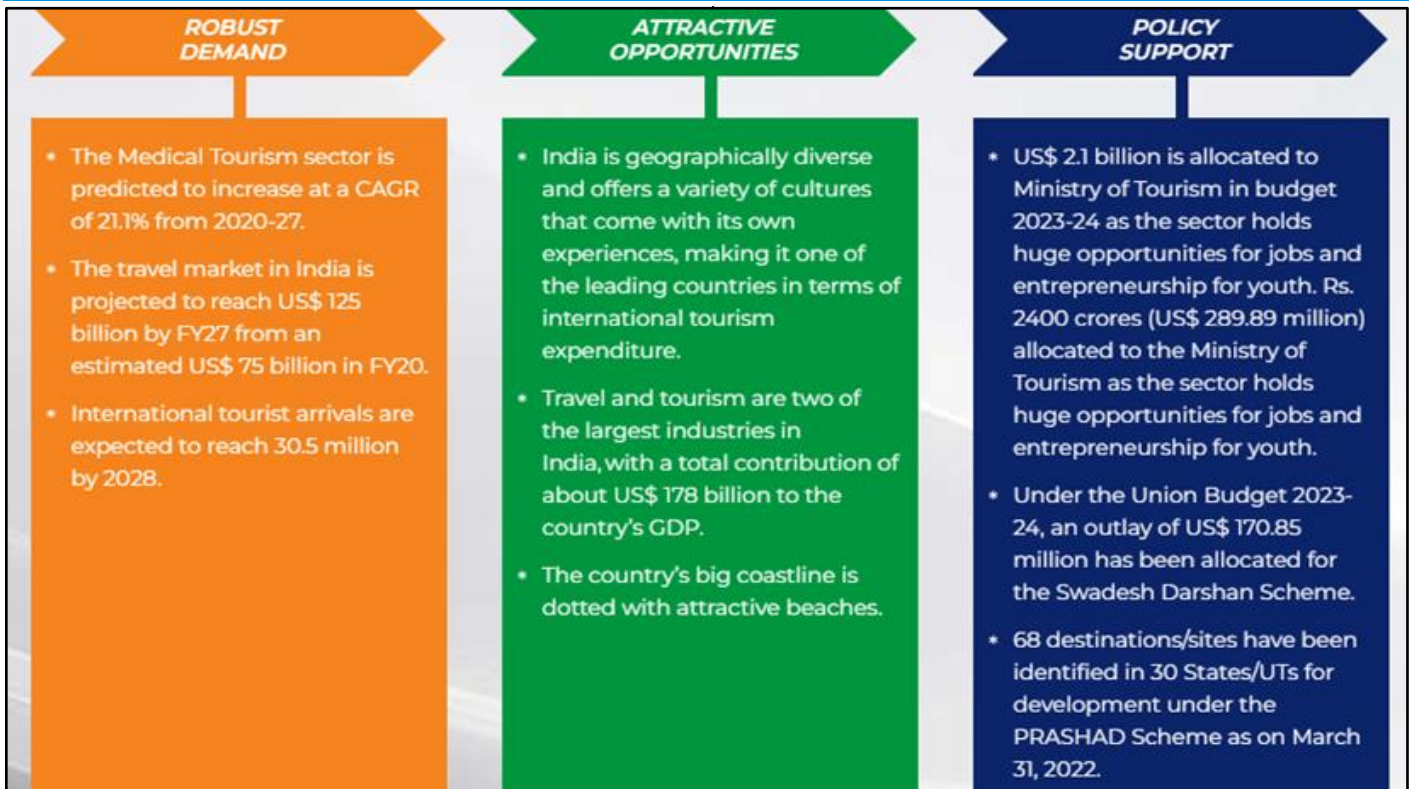 ROBUST
DEMAND
* The Medical Tourism sector is
predicted to increase at a CAGR
of 21.1% from 2020-27.
* The travel market in India is
projected to reach US$ 125
billion by FY27 from an
estimated US$ 75 billion in FY20.
* International tourist arrivals are
expected to reach 30.5 million
by 2028.
ATTRACTIVE
OPPORTUNITIES
* India is geographically diverse
and offers a variety of cultures
that come with its own
experiences, making it one of
the leading countries in terms of
international tourism
expenditure.
* Travel and tourism are two of
the largest industries in
India, with a total contribution of
about US$ 178 billion to the
country's GDP.
* The country's big coastline is
dotted with attractive beaches.
POLICY
SUPPORT
* US$ 2.1 billion is allocated to
Ministry of Tourism in budget
2023-24 as the sector holds
huge opportunities for jobs and
entrepreneurship for youth. Rs.
2400 crores (US$ 289.89 million)
allocated to the Ministry of
Tourism as the sector holds
huge opportunities for jobs and
entrepreneurship for youth.
* Under the Union Budget 2023-
24, an outlay of US$ 170.85
million has been allocated for
the Swadesh Darshan Scheme.
* 68 destinations/sites have been
identified in 30 States/UTs for
development under the
PRASHAD Scheme as on March
31, 2022.